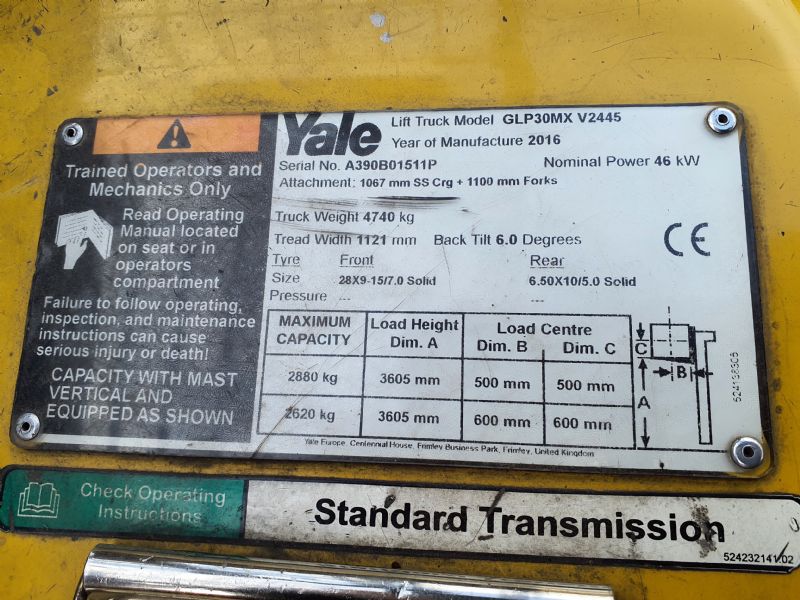 Trained Operators and
Mechanics Only
Read Operating
Manual located
on seat or in
operators
compartment
Failure to follow operating,
inspection, and maintenance
instructions can cause
serious injury or death!
CAPACITY WITH MAST
VERTICAL AND
EQUIPPED AS SHOWN
Yale
Lift Truck Model GLP30MX V2445
Year of Manufacture 2016
Serial No. A390B01511P Nominal Power 46 kW
Attachment: 1067 mm SS Crg + 1100 mm Forks
Truck Weight 4740 kg
Tread Width 1121 mm Back Tilt 6.0 Degrees
Tyre Front Rear
Size 28X9-15/7.0 Solid 6.50X10/5.0 Solid
Pressure --- ---
CE
MAXIMUM CAPACITY Load Height Dim. A Load Centre Dim. B Dim. C
2880 kg 3605 mm 500 mm 500 mm
2620 kg 3605 mm 600 mm 600 mm
C
B
A
524138305
Yale Europe, Centennial House, Frimley Business Park, Frimley, United Kingdom
Check Operating
Instructions
Standard Transmission
524232141/02